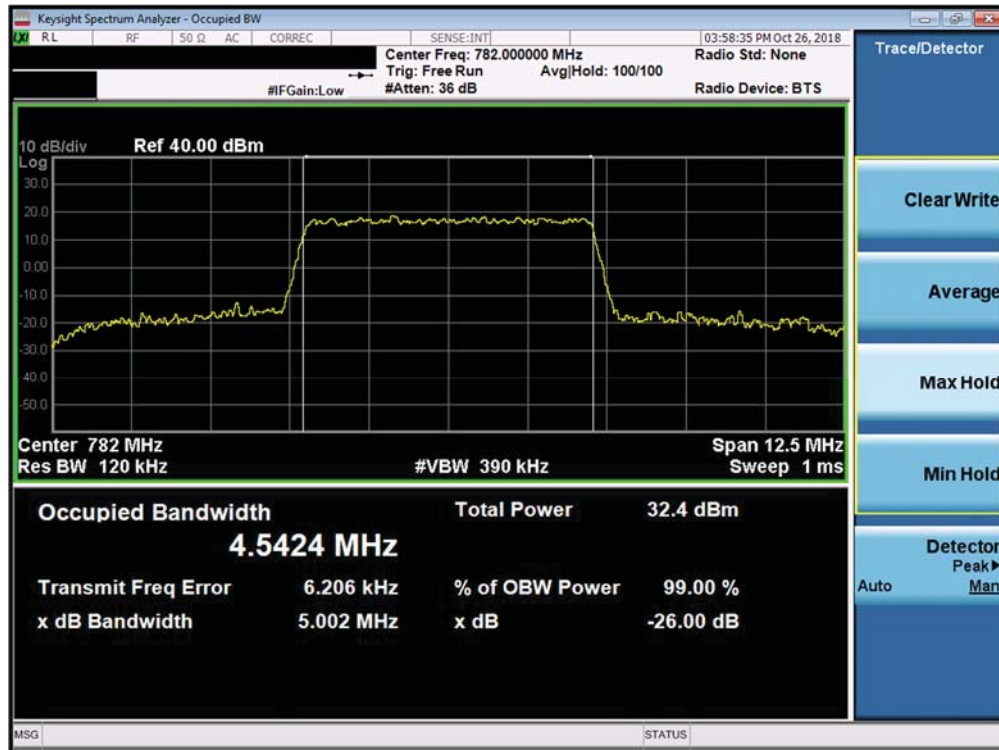 Keysight Spectrum Analyzer - Occupied BW
LXI RL RF 50 Ω AC CORREC SENSE:INT 03:58:35 PM Oct 26, 2018
Center Freq: 782.000000 MHz Radio Std: None
Trig: Free Run Avg|Hold: 100/100
#IFGain:Low #Atten: 36 dB Radio Device: BTS
Trace/Detector
10 dB/div Ref 40.00 dBm
Log
30.0
20.0
10.0
0.00
-10.0
-20.0
-30.0
-40.0
-50.0
Center 782 MHz Span 12.5 MHz
Res BW 120 kHz #VBW 390 kHz Sweep 1 ms
Occupied Bandwidth Total Power 32.4 dBm
4.5424 MHz
Transmit Freq Error 6.206 kHz % of OBW Power 99.00 %
x dB Bandwidth 5.002 MHz x dB -26.00 dB
Clear Write
Average
Max Hold
Min Hold
Detector
Peak▶
Auto Man
MSG STATUS